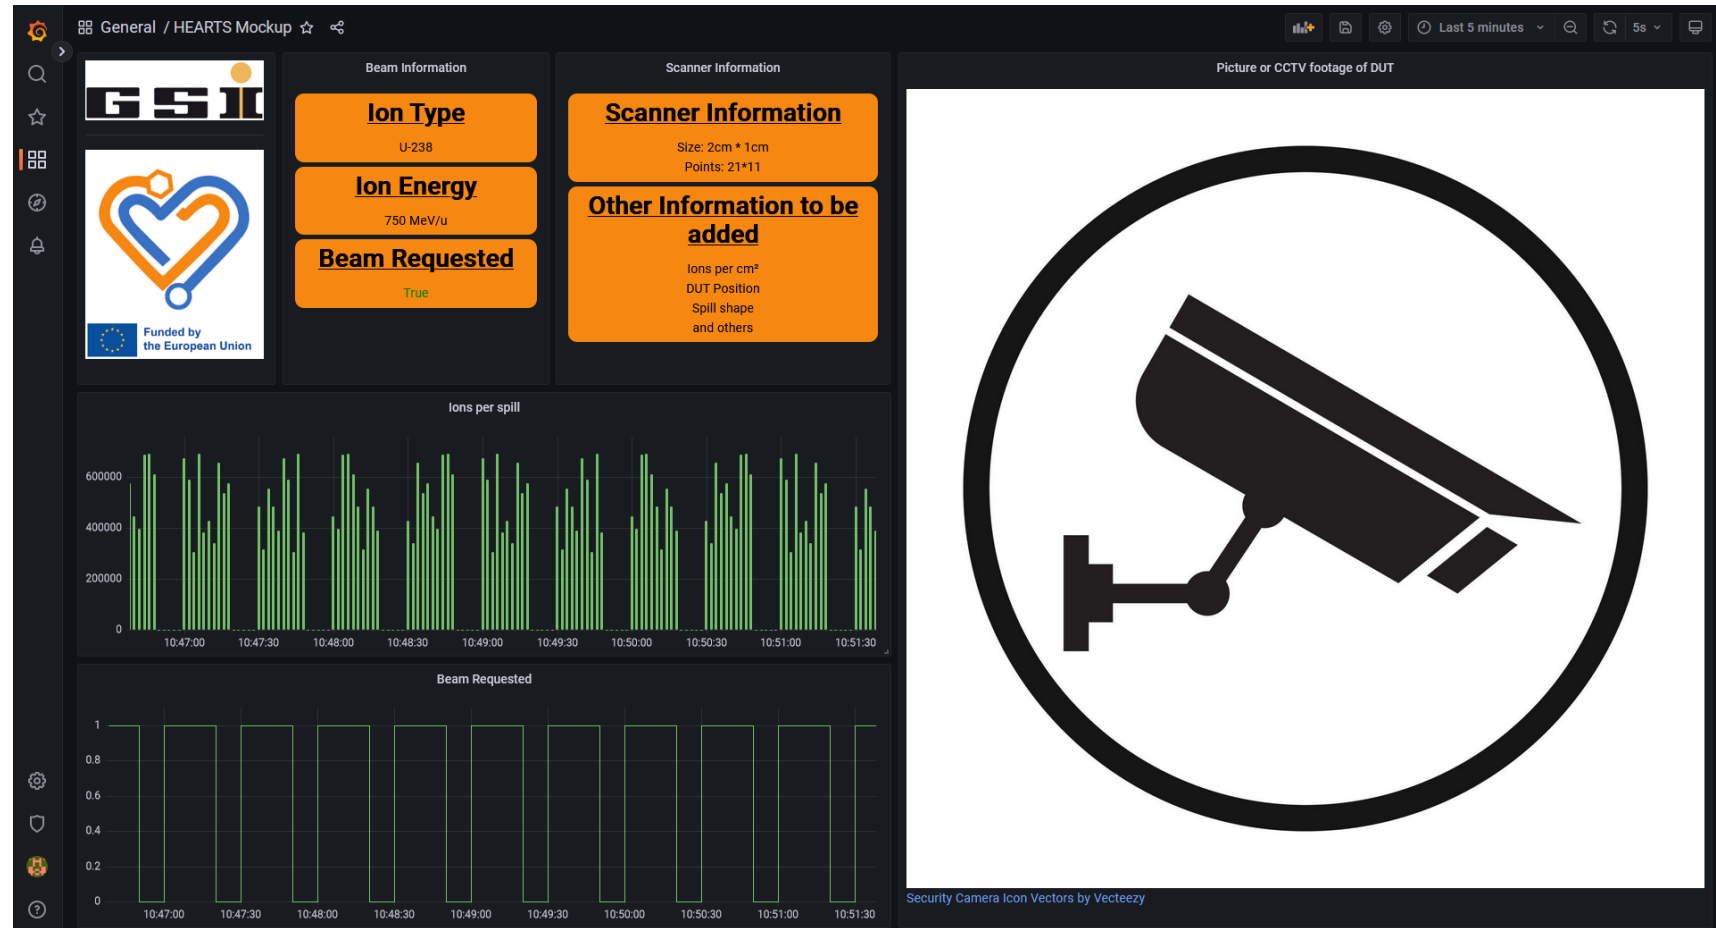 General / HEARTS Mockup
Last 5 minutes
5s
GSI
Funded by
the European Union
Beam Information
Ion Type
U-238
Ion Energy
750 MeV/u
Beam Requested
True
Scanner Information
Scanner Information
Size: 2cm * 1cm
Points: 21*11
Other Information to be
added
Ions per cm²
DUT Position
Spill shape
and others
Picture or CCTV footage of DUT
Security Camera Icon Vectors by Vecteezy
Ions per spill
600000
400000
200000
0
10:47:00 10:47:30 10:48:00 10:48:30 10:49:00 10:49:30 10:50:00 10:50:30 10:51:00 10:51:30
Beam Requested
1
0.8
0.6
0.4
0.2
0
10:47:00 10:47:30 10:48:00 10:48:30 10:49:00 10:49:30 10:50:00 10:50:30 10:51:00 10:51:30